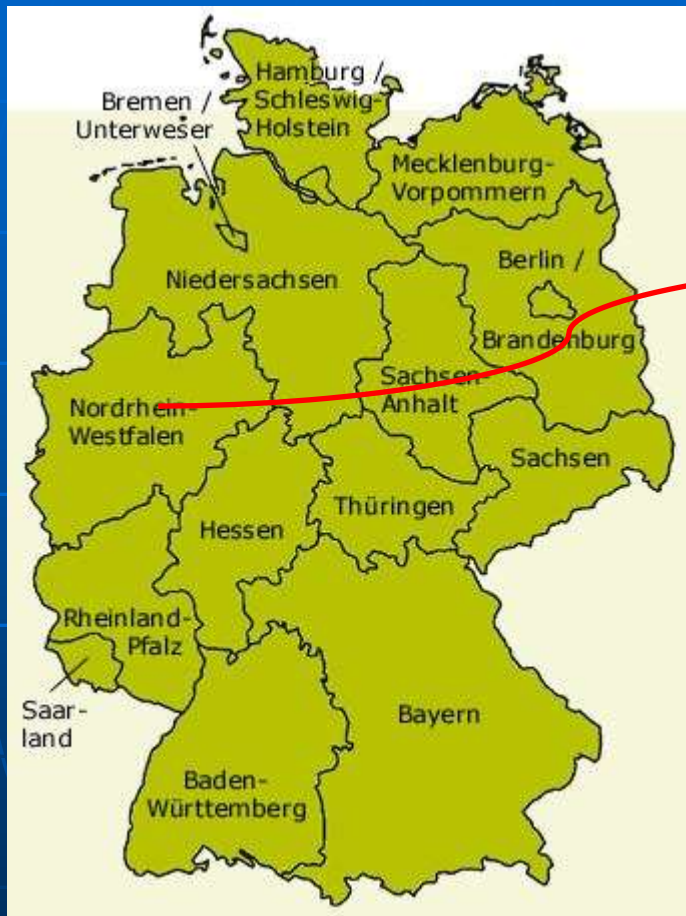 Hamburg /
Schleswig-
Holstein
Bremen /
Unterweser
Mecklenburg-
Vorpommern
Niedersachsen
Berlin /
Brandenburg
Sachsen-
Anhalt
Nordrhein-
Westfalen
Sachsen
Thüringen
Hessen
Rheinland-
Pfalz
Saar-
land
Bayern
Baden-
Württemberg